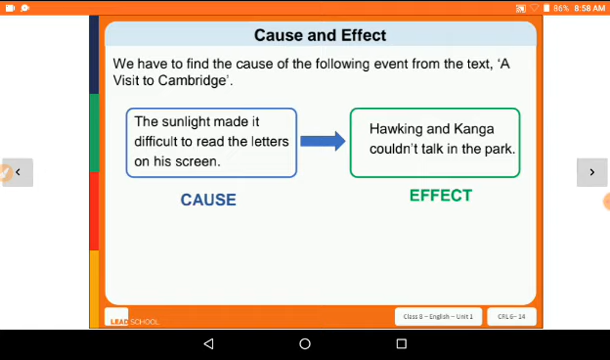 86% 8:58 AM
Cause and Effect
We have to find the cause of the following event from the text, ‘A
Visit to Cambridge’.
The sunlight made it
difficult to read the letters
on his screen.
Hawking and Kanga
couldn’t talk in the park.
CAUSE
EFFECT
LEAD SCHOOL
Class 8 – English – Unit 1
CRL6– 14